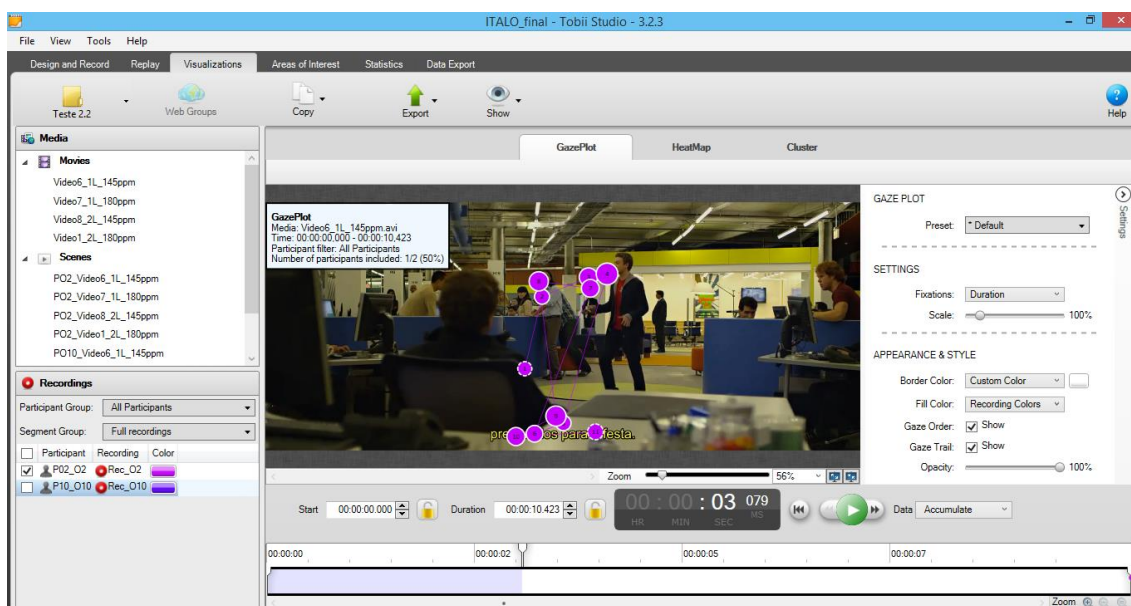 ITALO_final - Tobii Studio - 3.2.3
File View Tools Help
Design and Record Replay Visualizations Areas of Interest Statistics Data Export
Teste 2.2 Web Groups Copy Export Show Help
Media
Movies
Video6_1L_145ppm
Video7_1L_180ppm
Video8_2L_145ppm
Video1_2L_180ppm
Scenes
PO2_Video6_1L_145ppm
PO2_Video7_1L_180ppm
PO2_Video8_2L_145ppm
PO2_Video1_2L_180ppm
PO10_Video6_1L_145ppm
Recordings
Participant Group: All Participants
Segment Group: Full recordings
Participant Recording Color
P02_O2 Rec_O2
P10_O10 Rec_O10
GazePlot HeatMap Cluster
GazePlot
Media: Video6_1L_145ppm.avi
Time: 00:00:00,000 - 00:00:10,423
Participant filter: All Participants
Number of participants included: 1/2 (50%)
para festa.
Zoom 56%
GAZE PLOT
Preset: * Default
SETTINGS
Fixations: Duration
Scale: 100%
APPEARANCE & STYLE
Border Color: Custom Color
Fill Color: Recording Colors
Gaze Order: Show
Gaze Trail: Show
Opacity: 100%
Settings
Start 00:00:00.000 Duration 00:00:10.423 00 : 00 : 03 079 Data Accumulate
HR MIN SEC MS
00:00:00 00:00:02 00:00:05 00:00:07
Zoom